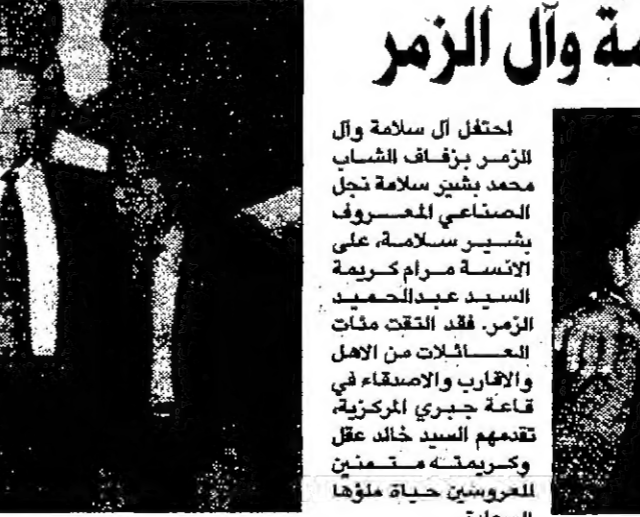 مة وآل الزمر
احتفل آل سلامة وآل
الزمر بزفاف الشاب
محمد بشير سلامة نجل
الصناعي المعروف
بشير سلامة، على
الآنسة مرام كريمة
السيد عبدالحميد
الزمر. فقد التقت مئات
العائلات من الاهل
والاقارب والاصدقاء في
قاعة جبري المركزية،
تقدمهم السيد خالد عقل
وكريمته متمنين
للعروسين حياة ملؤها